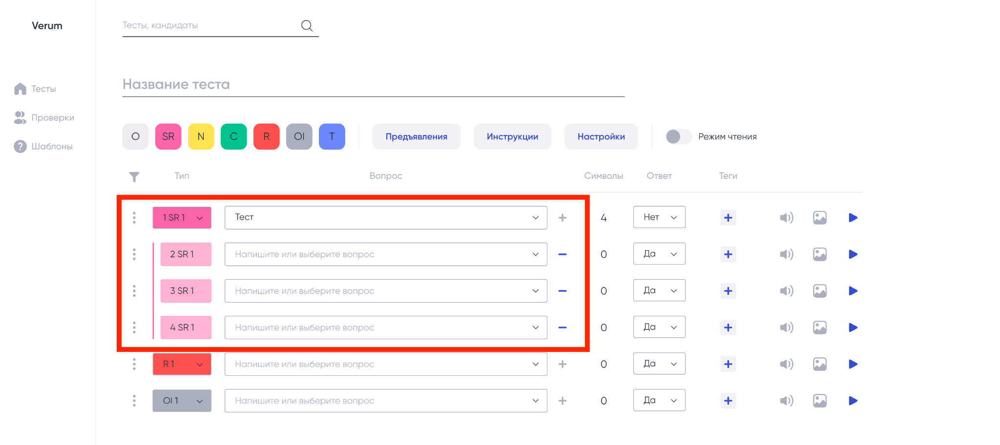 Verum
Тесты, кандидаты
Тесты
Проверки
Шаблоны
Название теста
O SR N C R OI T Предъявления Инструкции Настройки Режим чтения
Тип Вопрос Символы Ответ Теги
1 SR 1 Тест 4 Нет
2 SR 1 Напишите или выберите вопрос 0 Да
3 SR 1 Напишите или выберите вопрос 0 Да
4 SR 1 Напишите или выберите вопрос 0 Да
R 1 Напишите или выберите вопрос 0 Да
OI 1 Напишите или выберите вопрос 0 Да